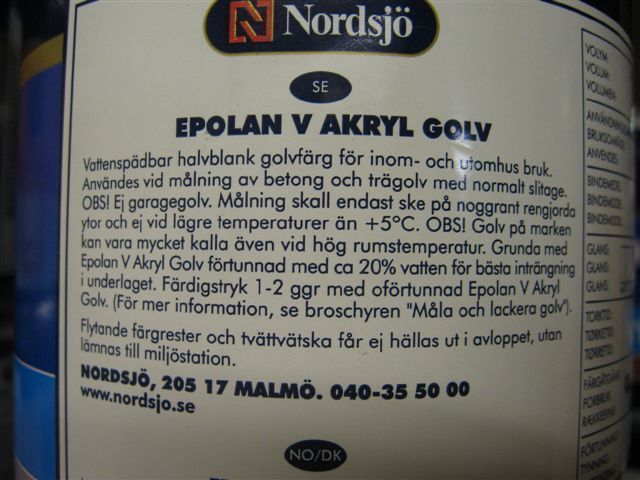 Nordsjö
SE
EPOLAN V AKRYL GOLV
Vattenspädbar halvblank golvfärg för inom- och utomhus bruk.
Användes vid målning av betong och trägolv med normalt slitage.
OBS! Ej garagegolv. Målning skall endast ske på noggrant rengjorda
ytor och ej vid lägre temperaturer än +5°C. OBS! Golv på marken
kan vara mycket kalla även vid hög rumstemperatur. Grunda med
Epolan V Akryl Golv förtunnad med ca 20% vatten för bästa inträngning
i underlaget. Färdigstryk 1-2 ggr med oförtunnad Epolan V Akryl
Golv. (För mer information, se broschyren "Måla och lackera golv").
Flytande färgrester och tvättvätska får ej hällas ut i avloppet, utan
lämnas till miljöstation.
NORDSJÖ, 205 17 MALMÖ. 040-35 50 00
www.nordsjo.se
NO/DK
VOLYM:
VOLUM:
VOLUMEN:
ANVENDES:
BINDEMEDEL:
BINDEMIDDEL:
BINDEMIDDEL:
GLANS:
GLANS:
GLANS:
TORKTID:
TØRKETID:
TØRRETID:
FÄRGÅTGÅNG
FORBRUK
RÆKKEEVNE:
FÖRTUNNING
TYNNING: